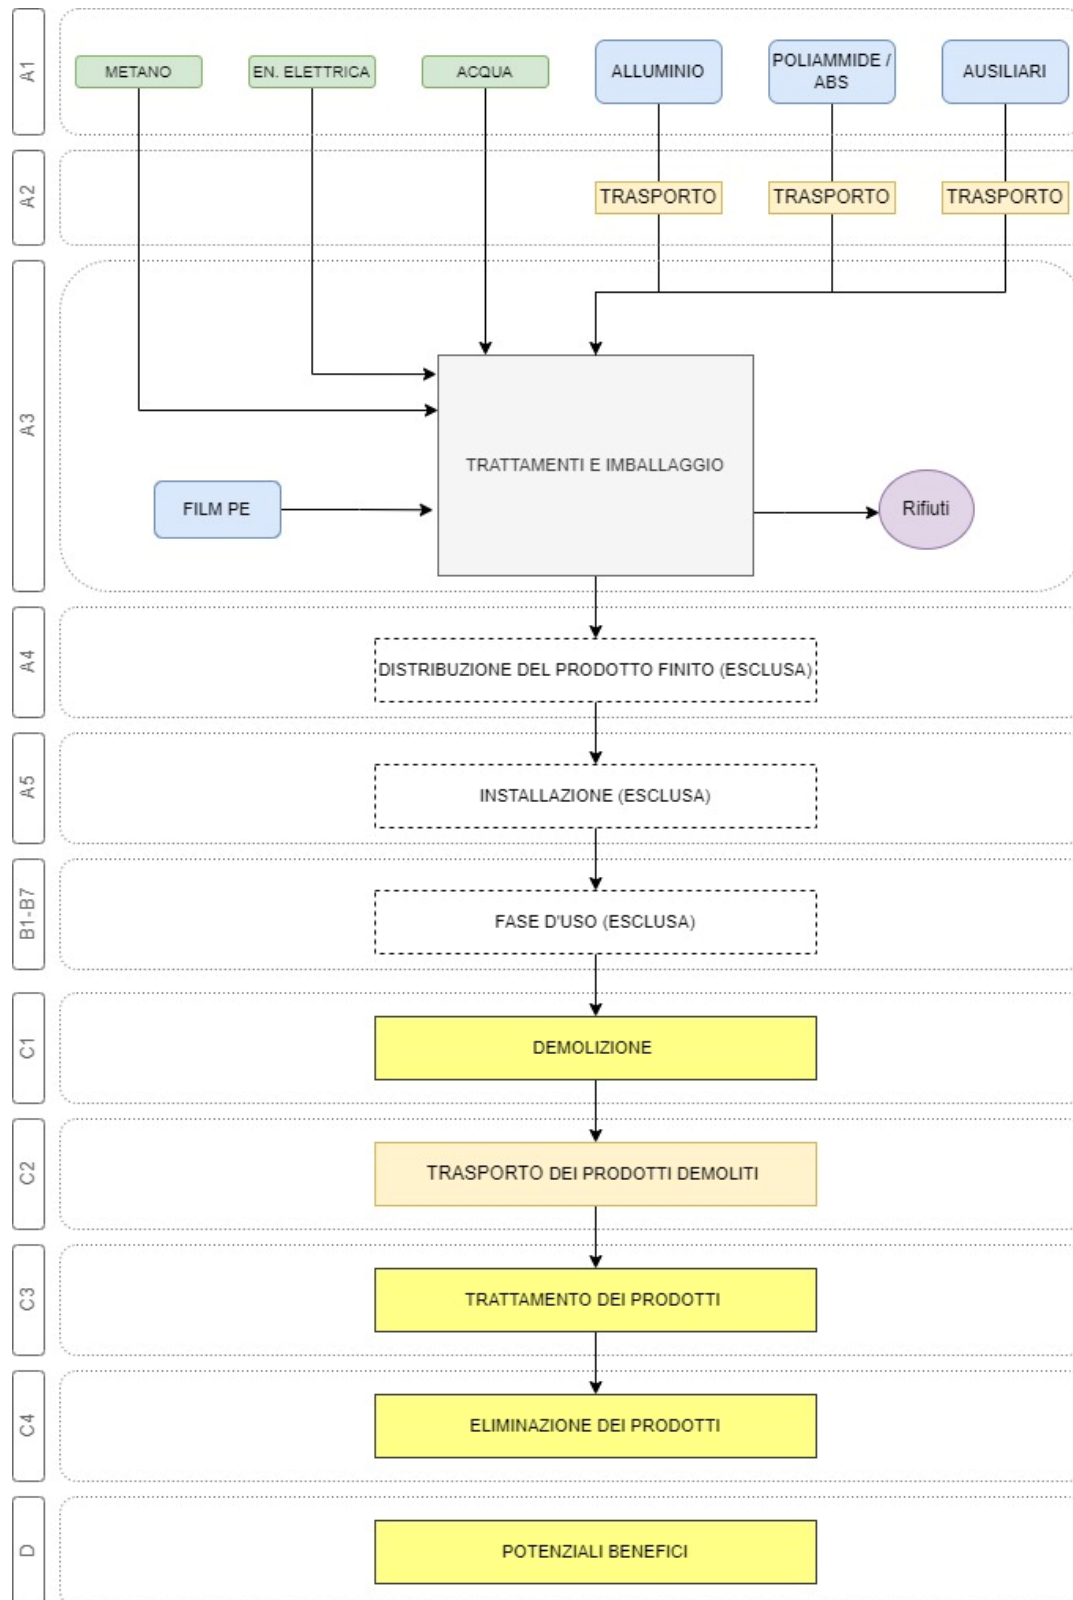 A1
METANO
EN. ELETTRICA
ACQUA
ALLUMINIO
POLIAMMIDE /
ABS
AUSILIARI
A2
TRASPORTO
TRASPORTO
TRASPORTO
A3
TRATTAMENTI E IMBALLAGGIO
FILM PE
Rifiuti
A4
DISTRIBUZIONE DEL PRODOTTO FINITO (ESCLUSA)
A5
INSTALLAZIONE (ESCLUSA)
B1-B7
FASE D'USO (ESCLUSA)
C1
DEMOLIZIONE
C2
TRASPORTO DEI PRODOTTI DEMOLITI
C3
TRATTAMENTO DEI PRODOTTI
C4
ELIMINAZIONE DEI PRODOTTI
D
POTENZIALI BENEFICI